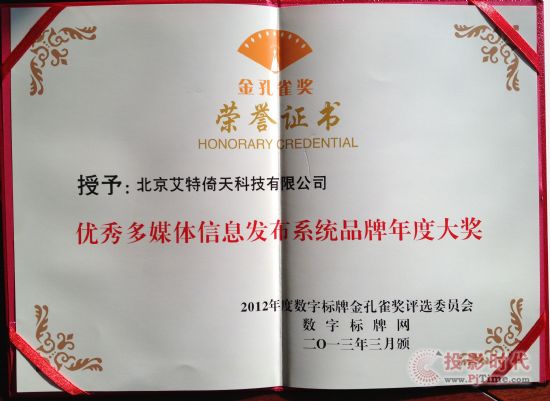 金孔雀奖
荣誉证书
HONORARY CREDENTIAL
授予：北京艾特倚天科技有限公司
优秀多媒体信息发布系统品牌年度大奖
2012年度数字标牌金孔雀奖评选委员会
数字标牌网
二〇一三年三月颁
投影时代
www.PjTime.com